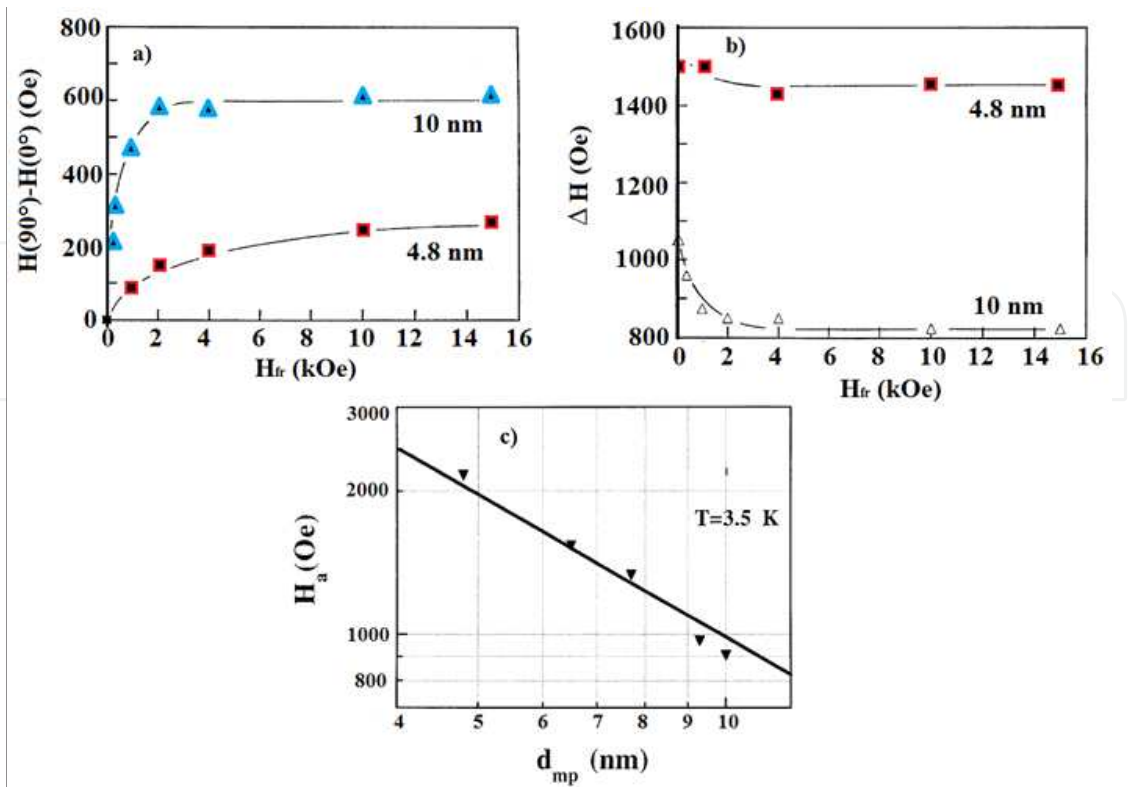 a)
800
600
400
200
0
H(90°)-H(0°) (Oe)
10 nm
4.8 nm
0 2 4 6 8 10 12 14 16
Hfr (kOe)
b)
1600
1400
1200
1000
800
Δ H (Oe)
4.8 nm
10 nm
0 2 4 6 8 10 12 14 16
Hfr (kOe)
c)
3000
2000
1000
800
Ha (Oe)
T=3.5 K
4 5 6 7 8 9 10
dmp (nm)